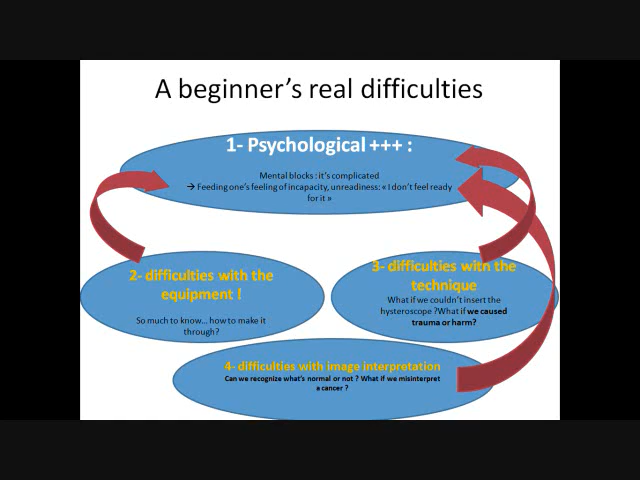 A beginner's real difficulties
1- Psychological +++ :
Mental blocks : it's complicated
→ Feeding one's feeling of incapacity, unreadiness: « I don't feel ready
for it »
2- difficulties with the
equipment !
So much to know... how to make it
through?
3- difficulties with the
technique
What if we couldn't insert the
hysteroscope ?What if we caused
trauma or harm?
4- difficulties with image interpretation
Can we recognize what's normal or not ? What if we misinterpret
a cancer ?